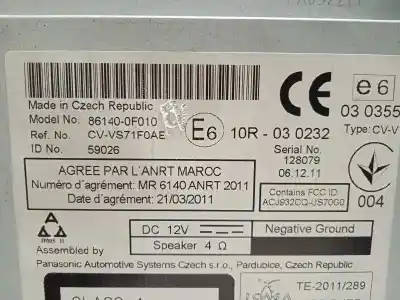 Made in Czech Republic
Model No. 86140-0F010
Ref. No. CV-VS71F0AE
ID No. 59026
E6
10R - 03 0232
CE
e6
03 0355
Type: CV-V
Serial No.
128079
06.12.11
AGREE PAR L'ANRT MAROC
Numéro d'agrément: MR 6140 ANRT 2011
Date d'agrément: 21/03/2011
Contains FCC ID
ACJ932CQ-US70G0
004
DC 12V
Negative Ground
Speaker 4 Ω
Assembled by
Panasonic Automotive Systems Czech s.r.o., Pardubice, Czech Republic
TE-2011/289